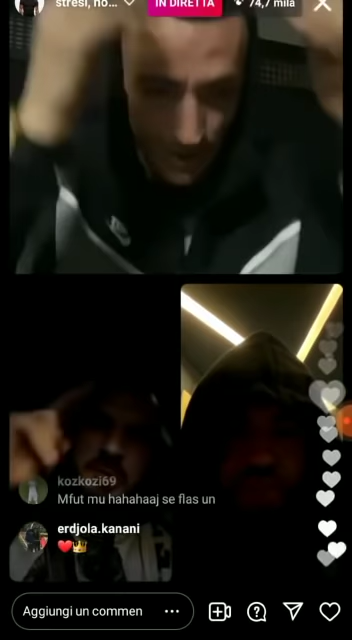 stresi, no...
IN DIRETTA
74,7 mila
kozkozi69
Mfut mu hahahaaj se flas un
erdjola.kanani
Aggiungi un commen